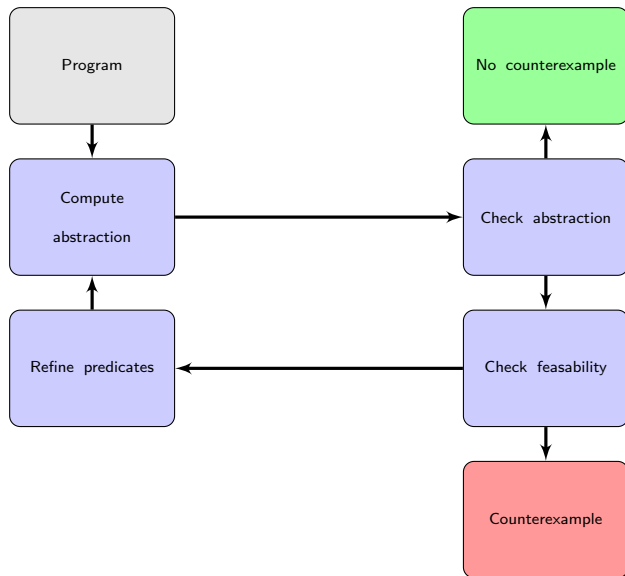 Program
No counterexample
Compute
abstraction
Check abstraction
Refine predicates
Check feasability
Counterexample